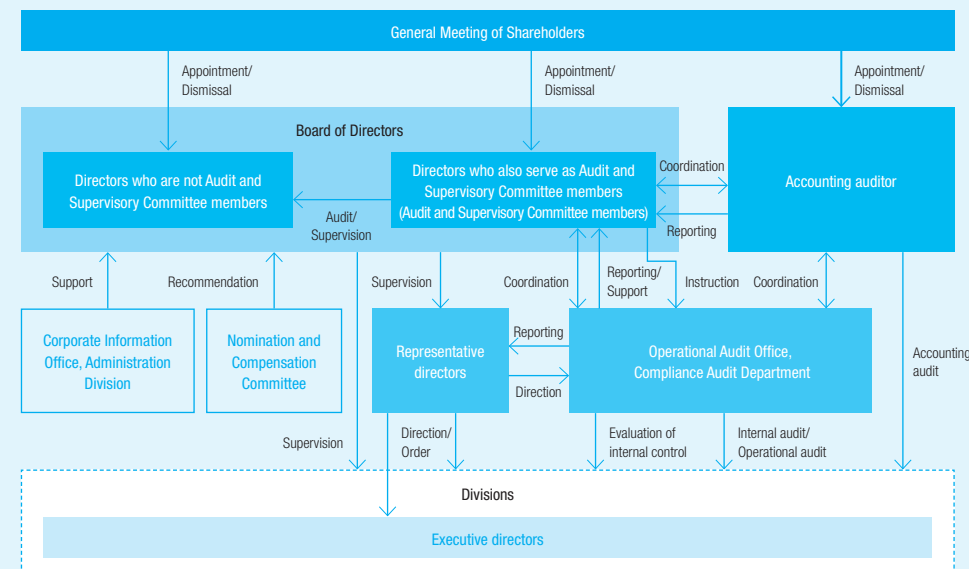 General Meeting of Shareholders
Appointment/
Dismissal
Appointment/
Dismissal
Appointment/
Dismissal
Board of Directors
Directors who are not Audit and
Supervisory Committee members
Directors who also serve as Audit and
Supervisory Committee members
(Audit and Supervisory Committee members)
Audit/
Supervision
Coordination
Reporting
Accounting auditor
Support
Recommendation
Supervision
Coordination
Reporting/
Support
Instruction
Coordination
Corporate Information
Office, Administration
Division
Nomination and
Compensation
Committee
Representative
directors
Reporting
Direction
Operational Audit Office,
Compliance Audit Department
Accounting
audit
Supervision
Direction/
Order
Evaluation of
internal control
Internal audit/
Operational audit
Divisions
Executive directors